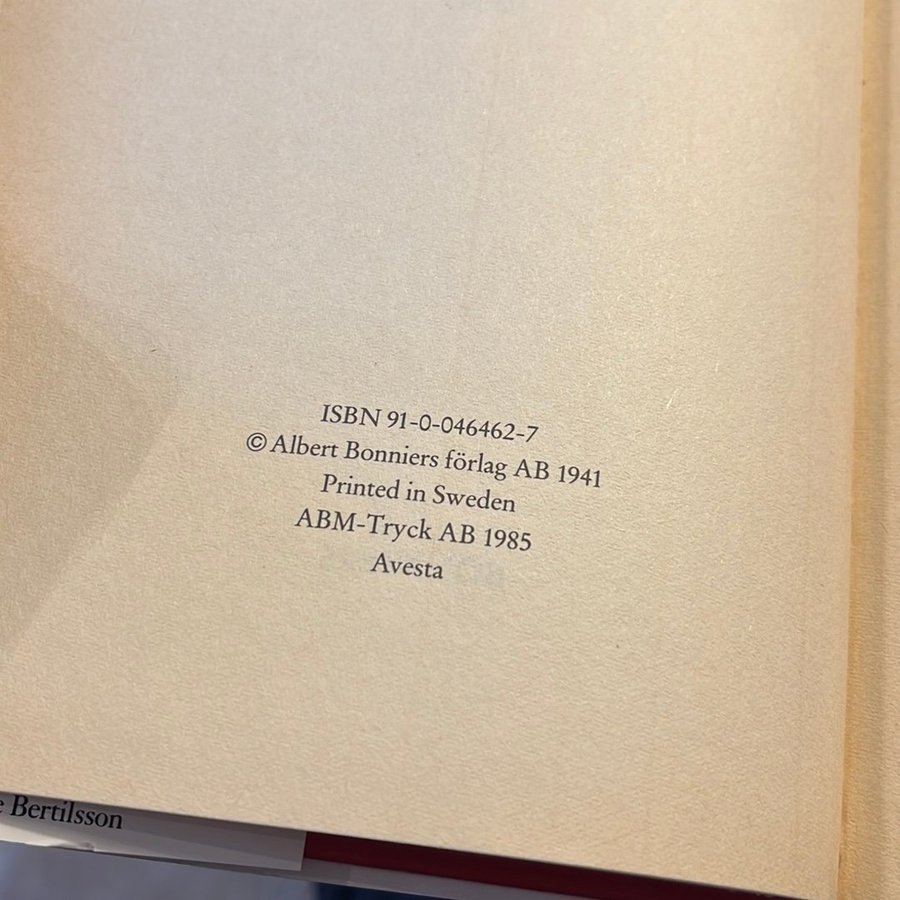 ISBN 91-0-046462-7
© Albert Bonniers förlag AB 1941
Printed in Sweden
ABM-Tryck AB 1985
Avesta
Bertilsson